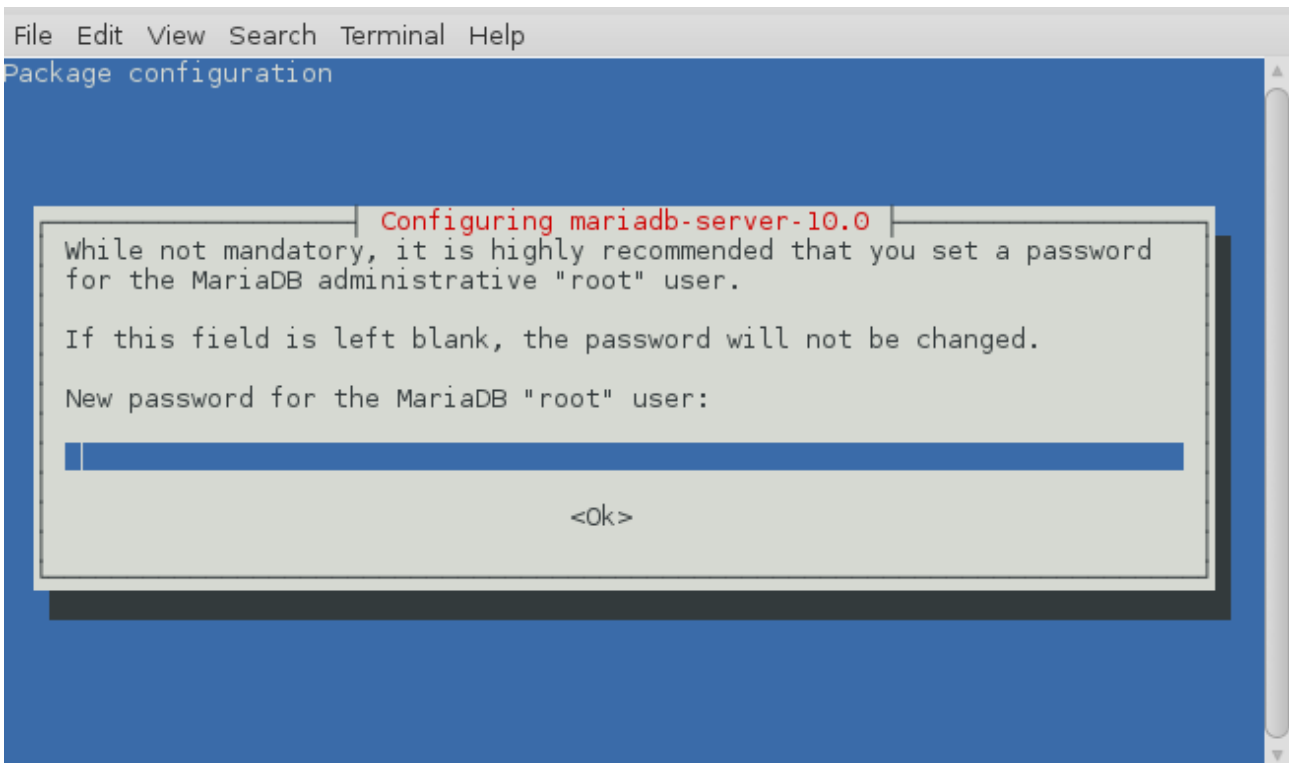 File Edit View Search Terminal Help
Package configuration
Configuring mariadb-server-10.0
While not mandatory, it is highly recommended that you set a password
for the MariaDB administrative "root" user.
If this field is left blank, the password will not be changed.
New password for the MariaDB "root" user:
<Ok>